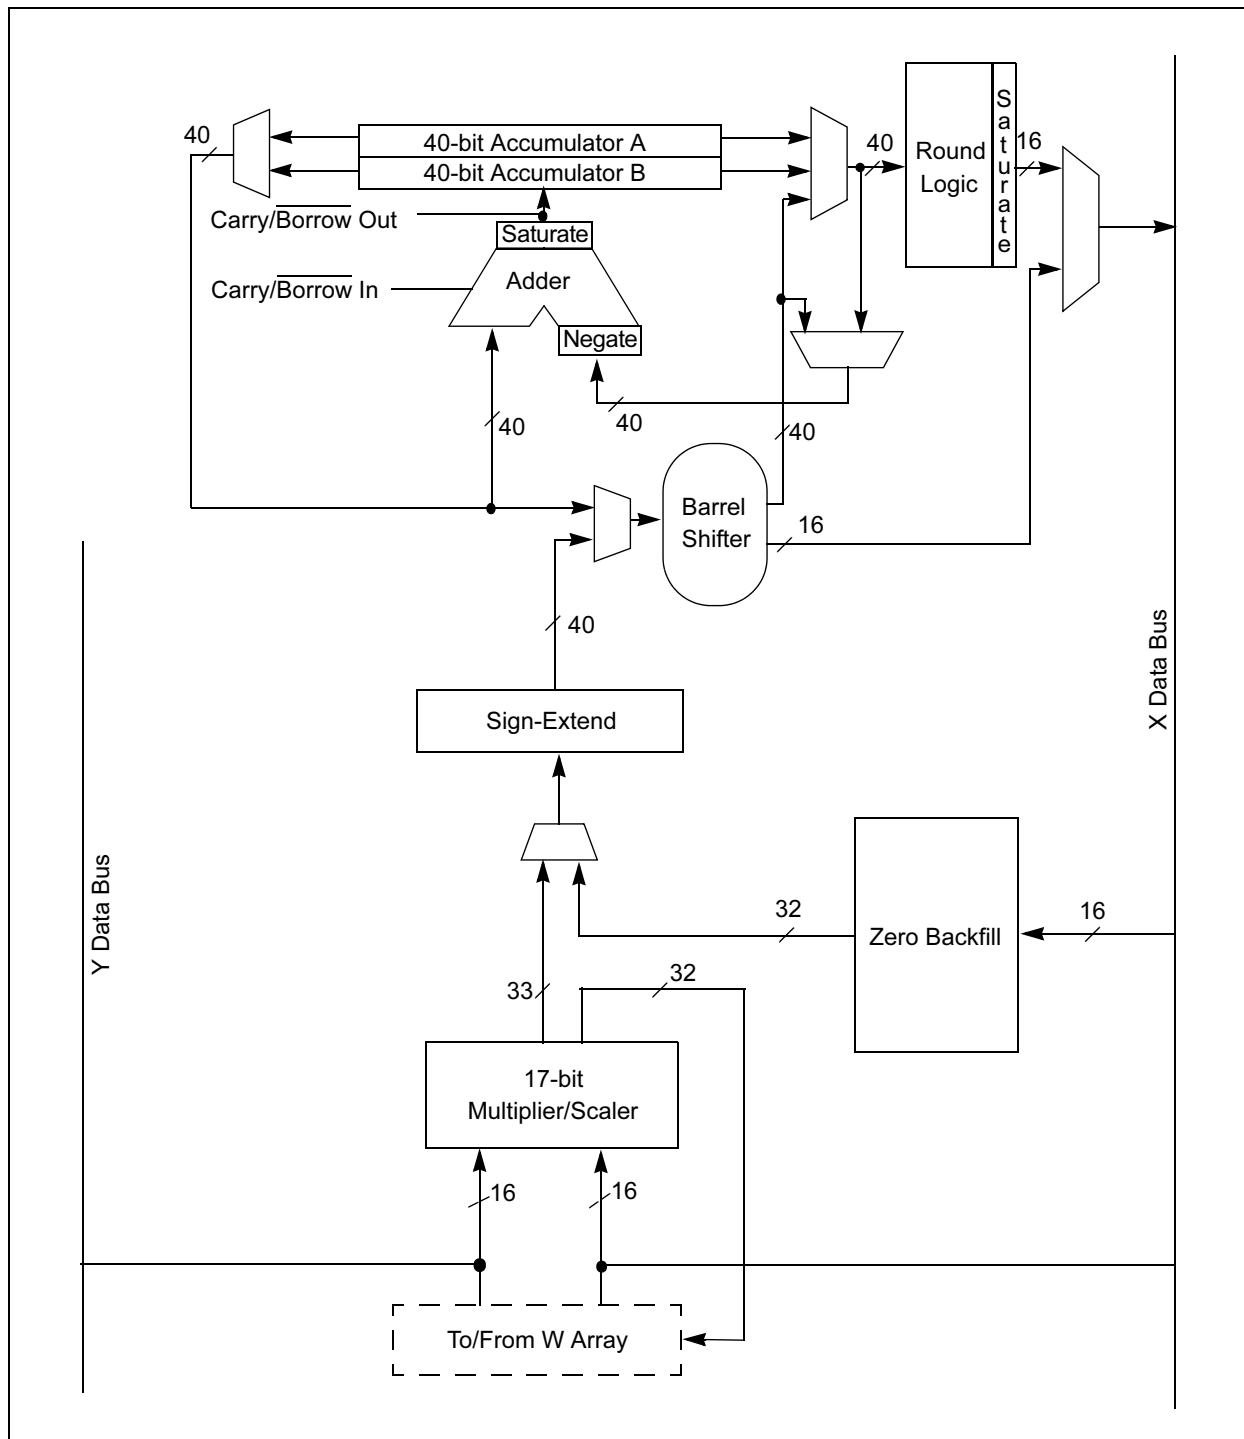 40
40-bit Accumulator A
40-bit Accumulator B
40
Round
Logic
Saturate
16
Carry/Borrow Out
Saturate
Carry/Borrow In
Adder
Negate
40
40
40
Barrel
Shifter
16
40
Sign-Extend
X Data Bus
Y Data Bus
32
Zero Backfill
16
33
32
17-bit
Multiplier/Scaler
16
16
To/From W Array